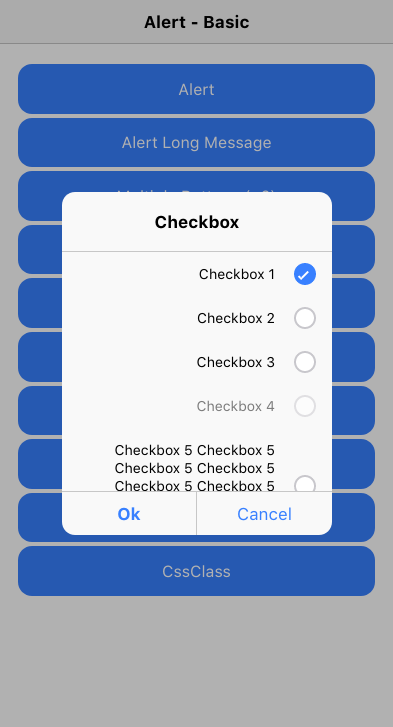 Alert - Basic
Alert
Alert Long Message
Checkbox
Checkbox 1
Checkbox 2
Checkbox 3
Checkbox 4
Checkbox 5 Checkbox 5
Checkbox 5 Checkbox 5
Checkbox 5 Checkbox 5
Ok
Cancel
CssClass